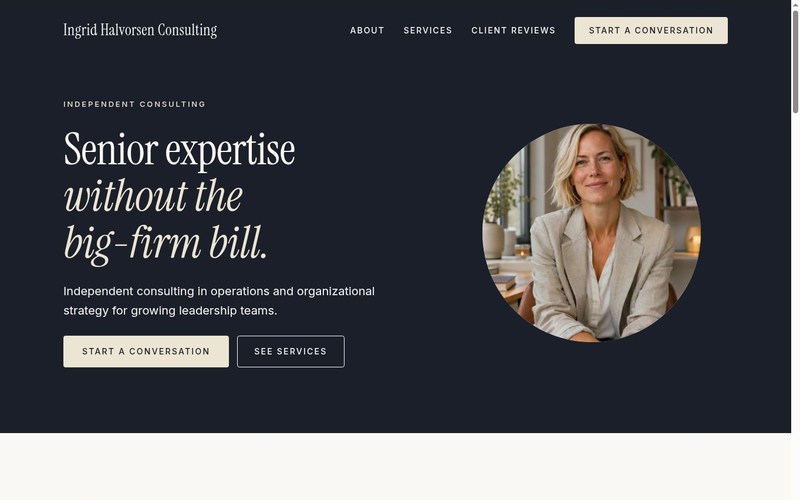 Ingrid Halvorsen Consulting
ABOUT SERVICES CLIENT REVIEWS START A CONVERSATION
INDEPENDENT CONSULTING
Senior expertise
without the
big-firm bill.
Independent consulting in operations and organizational
strategy for growing leadership teams.
START A CONVERSATION SEE SERVICES